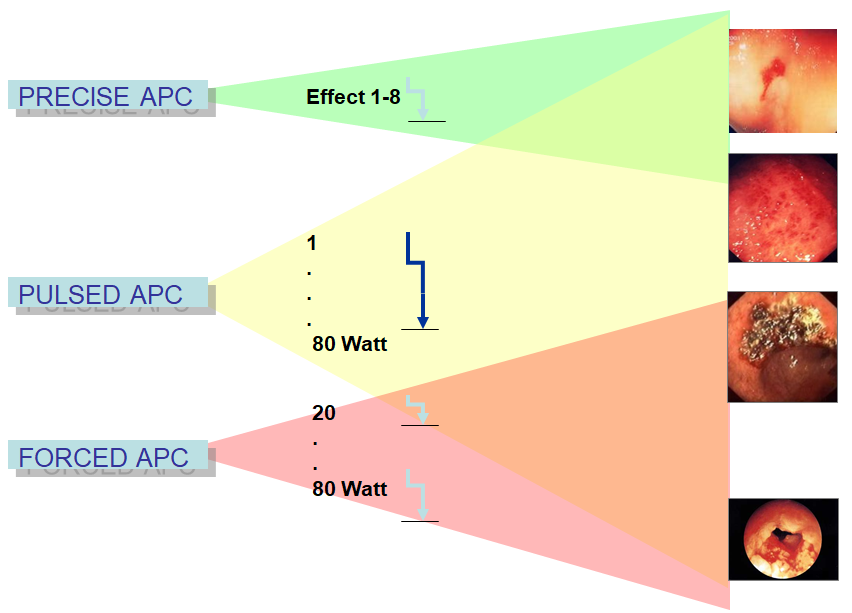 PRECISE APC
Effect 1-8
PULSED APC
1
.
.
.
80 Watt
FORCED APC
20
.
.
80 Watt